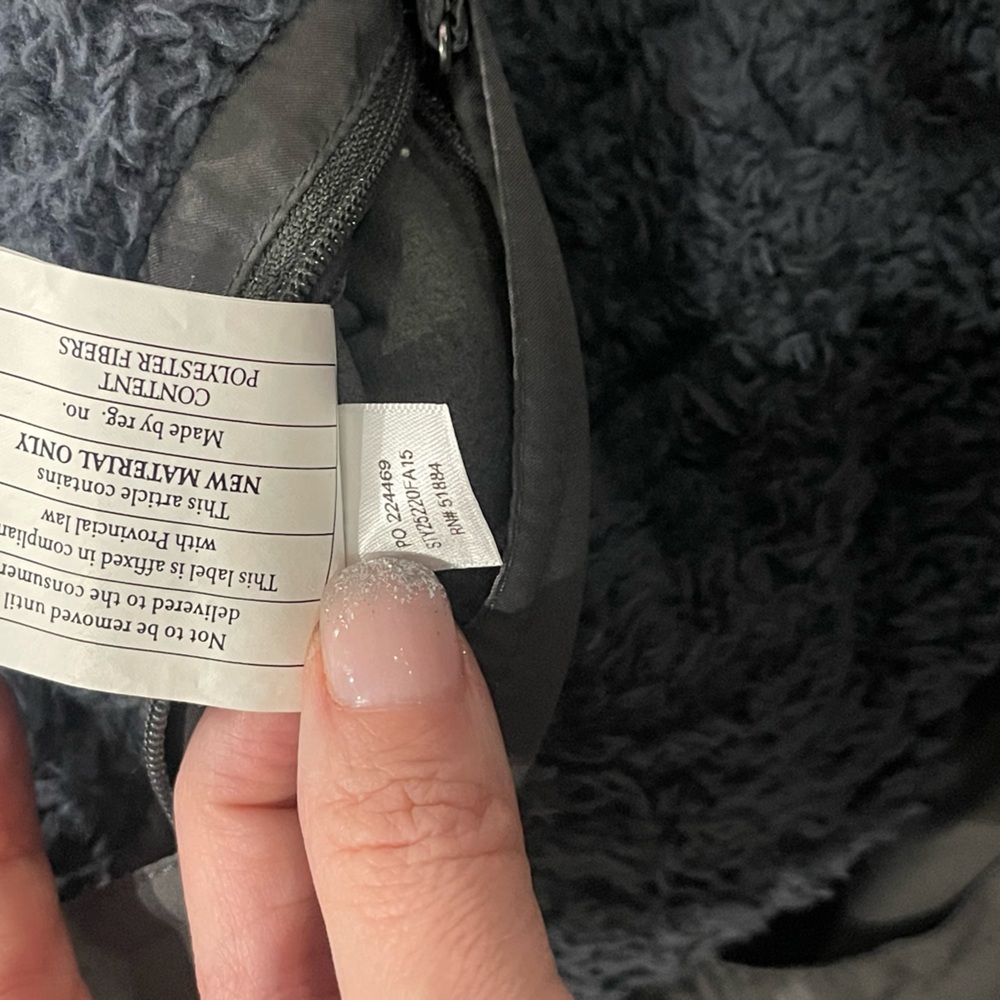 Not to be removed until
delivered to the consumer
This label is affixed in complian
with Provincial law
This article contains
NEW MATERIAL ONLY
Made by reg. no.
CONTENT
POLYESTER FIBERS
PO 224469
STY25220FA15
RN# 51884